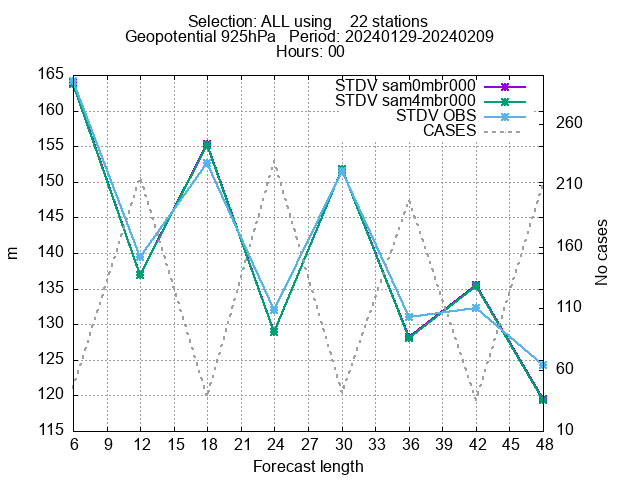 Selection: ALL using    22 stations
Geopotential 925hPa   Period: 20240129-20240209
Hours: 00
STDV sam0mbr000
STDV sam4mbr000
STDV OBS
CASES
165
160
155
150
145
140
135
130
125
120
115
m
260
210
160
110
60
10
No cases
6 9 12 15 18 21 24 27 30 33 36 39 42 45 48
Forecast length